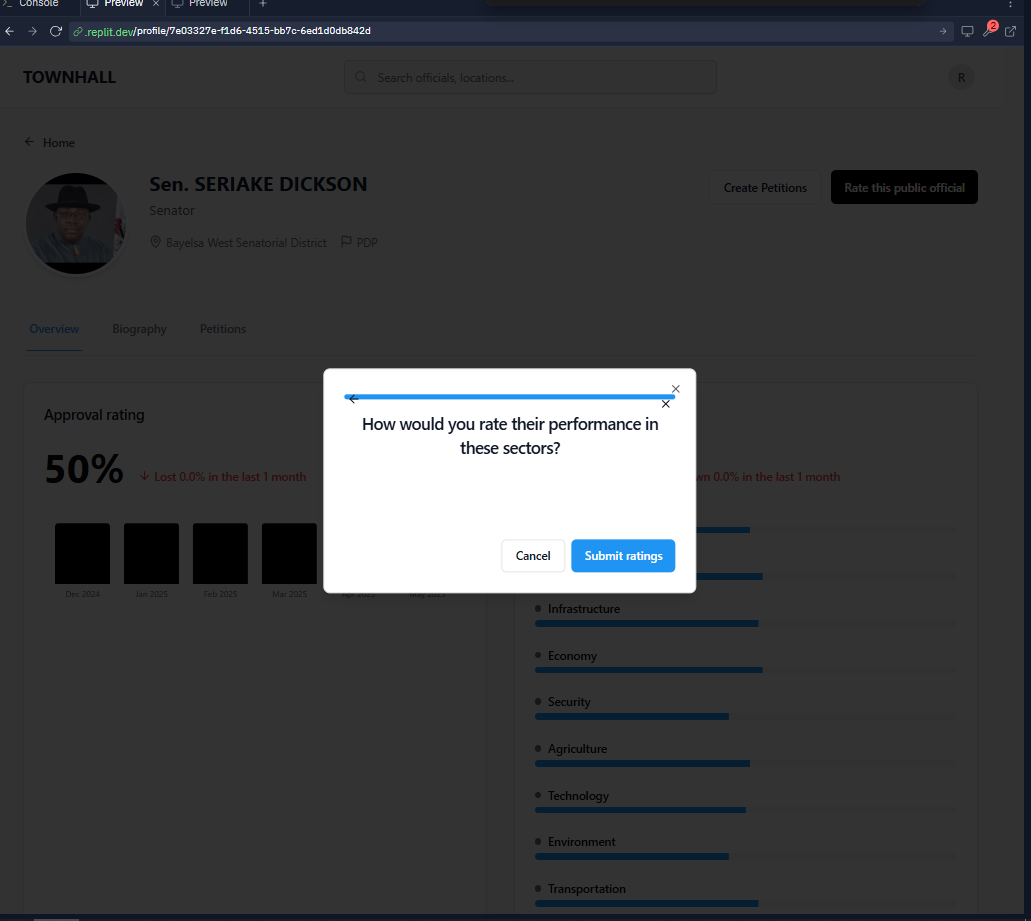 Console
Preview
Preview
.replit.dev/profile/7e03327e-f1d6-4515-bb7c-6ed1d0db842d
2
TOWNHALL
Search officials, locations...
R
Home
Sen. SERIAKE DICKSON
Senator
Bayelsa West Senatorial District
PDP
Create Petitions
Rate this public official
Overview
Biography
Petitions
Approval rating
50%
Lost 0.0% in the last 1 month
wn 0.0% in the last 1 month
How would you rate their performance in
these sectors?
Cancel
Submit ratings
Dec 2024
Jan 2025
Feb 2025
Mar 2025
Apr 2025
May 2025
Infrastructure
Economy
Security
Agriculture
Technology
Environment
Transportation